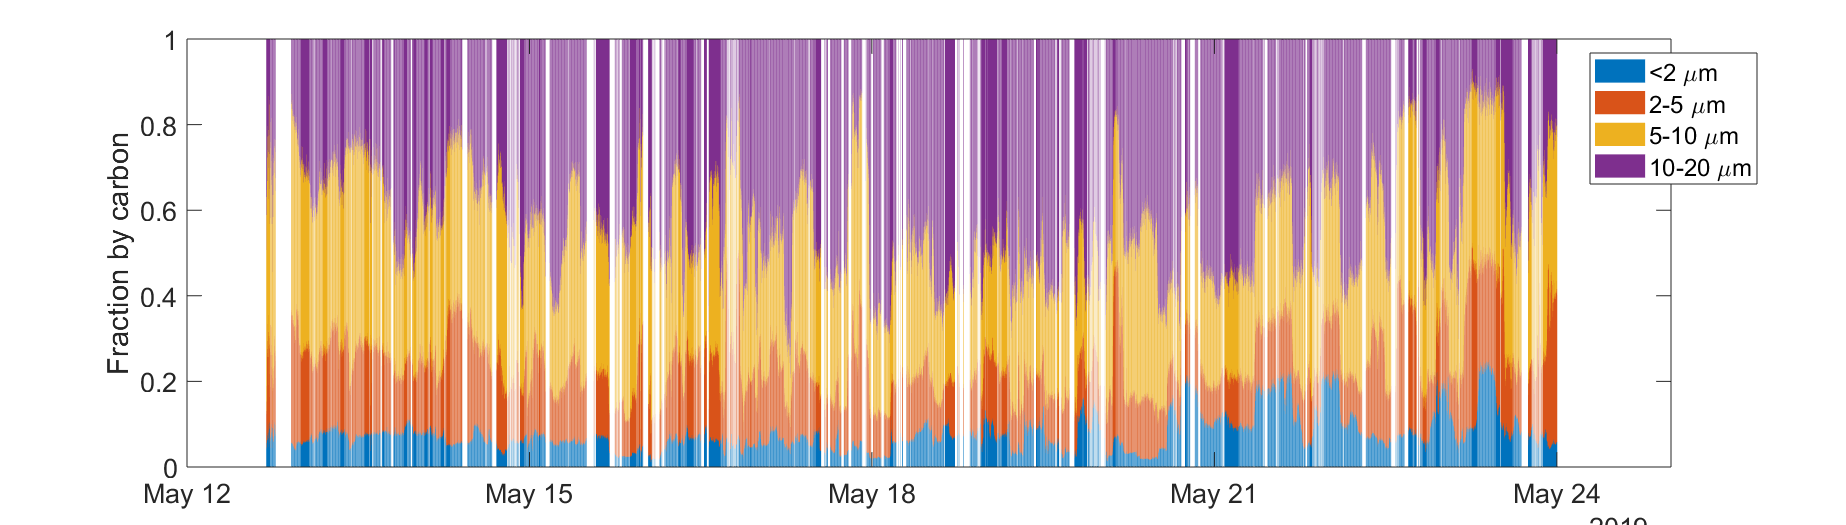 Fraction by carbon
1
0.8
0.6
0.4
0.2
0
May 12
May 15
May 18
May 21
May 24
2019
<2 μm
2-5 μm
5-10 μm
10-20 μm